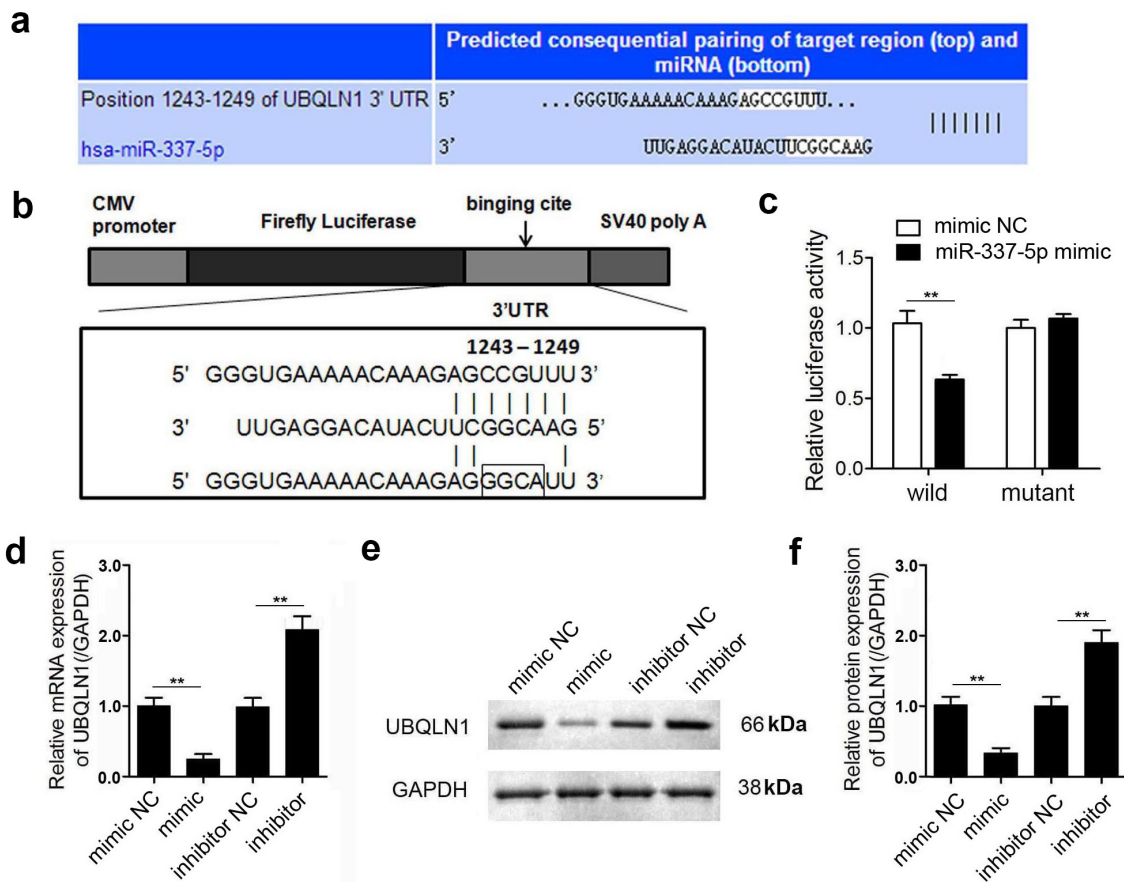 a
Predicted consequential pairing of target region (top) and
miRNA (bottom)
Position 1243-1249 of UBQLN1 3' UTR 5' ...GGGUGAAAAACAAAGAGCCGUUU...
hsa-miR-337-5p 3' UUGAGGACAUACUUCGGCAAG
b
CMV
promoter
Firefly Luciferase
binging cite
SV40 poly A
3'UTR
1243–1249
5' GGGUGAAAAACAAAGAGCCGUUU 3'
3' UUGAGGACAUACUUCGGCAAG 5'
5' GGGUGAAAAACAAAGAGGGCAUU 3'
c
mimic NC
miR-337-5p mimic
Relative luciferase activity
1.5
1.0
0.5
0.0
**
wild
mutant
d
Relative mRNA expression
of UBQLN1(/GAPDH)
3.0
2.0
1.0
0.0
**
**
mimic NC
mimic
inhibitor NC
inhibitor
e
mimic NC
mimic
inhibitor NC
inhibitor
UBQLN1
66 kDa
GAPDH
38 kDa
f
Relative protein expression
of UBQLN1(/GAPDH)
3.0
2.0
1.0
0.0
**
**
mimic NC
mimic
inhibitor NC
inhibitor